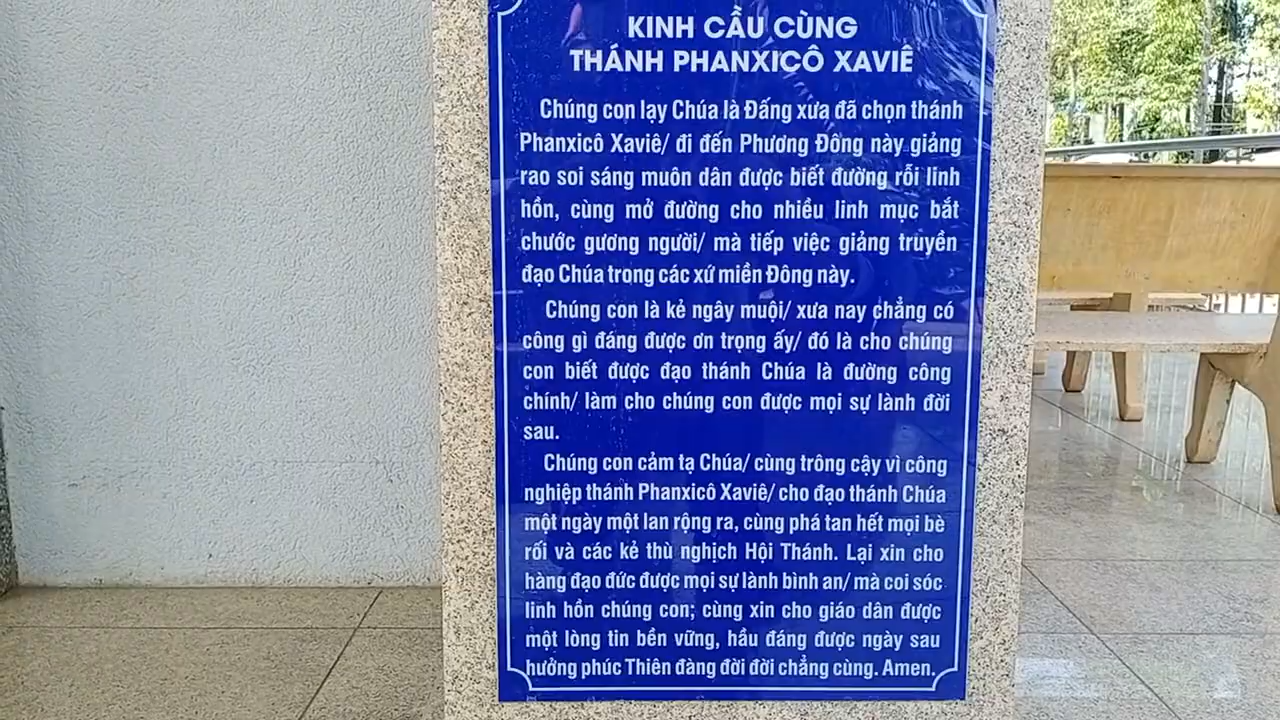 KINH CẦU CÙNG
THÁNH PHANXICÔ XAVIÊ
Chúng con lạy Chúa là Đấng xưa đã chọn thánh
Phanxicô Xaviê/ đi đến Phương Đông này giảng
rao soi sáng muôn dân được biết đường rỗi linh
hồn, cùng mở đường cho nhiều linh mục bắt
chước gương người/ mà tiếp việc giảng truyền
đạo Chúa trong các xứ miền Đông này.
Chúng con là kẻ ngây muội/ xưa nay chẳng có
công gì đáng được ơn trọng ấy/ đó là cho chúng
con biết được đạo thánh Chúa là đường công
chính/ làm cho chúng con được mọi sự lành đời
sau.
Chúng con cảm tạ Chúa/ cùng trông cậy vì công
nghiệp thánh Phanxicô Xaviê/ cho đạo thánh Chúa
một ngày một lan rộng ra, cùng phá tan hết mọi bè
rối và các kẻ thù nghịch Hội Thánh. Lại xin cho
hàng đạo đức được mọi sự lành bình an/ mà coi sóc
linh hồn chúng con; cùng xin cho giáo dân được
một lòng tin bền vững, hầu đáng được ngày sau
hưởng phúc Thiên đàng đời đời chẳng cùng. Amen.